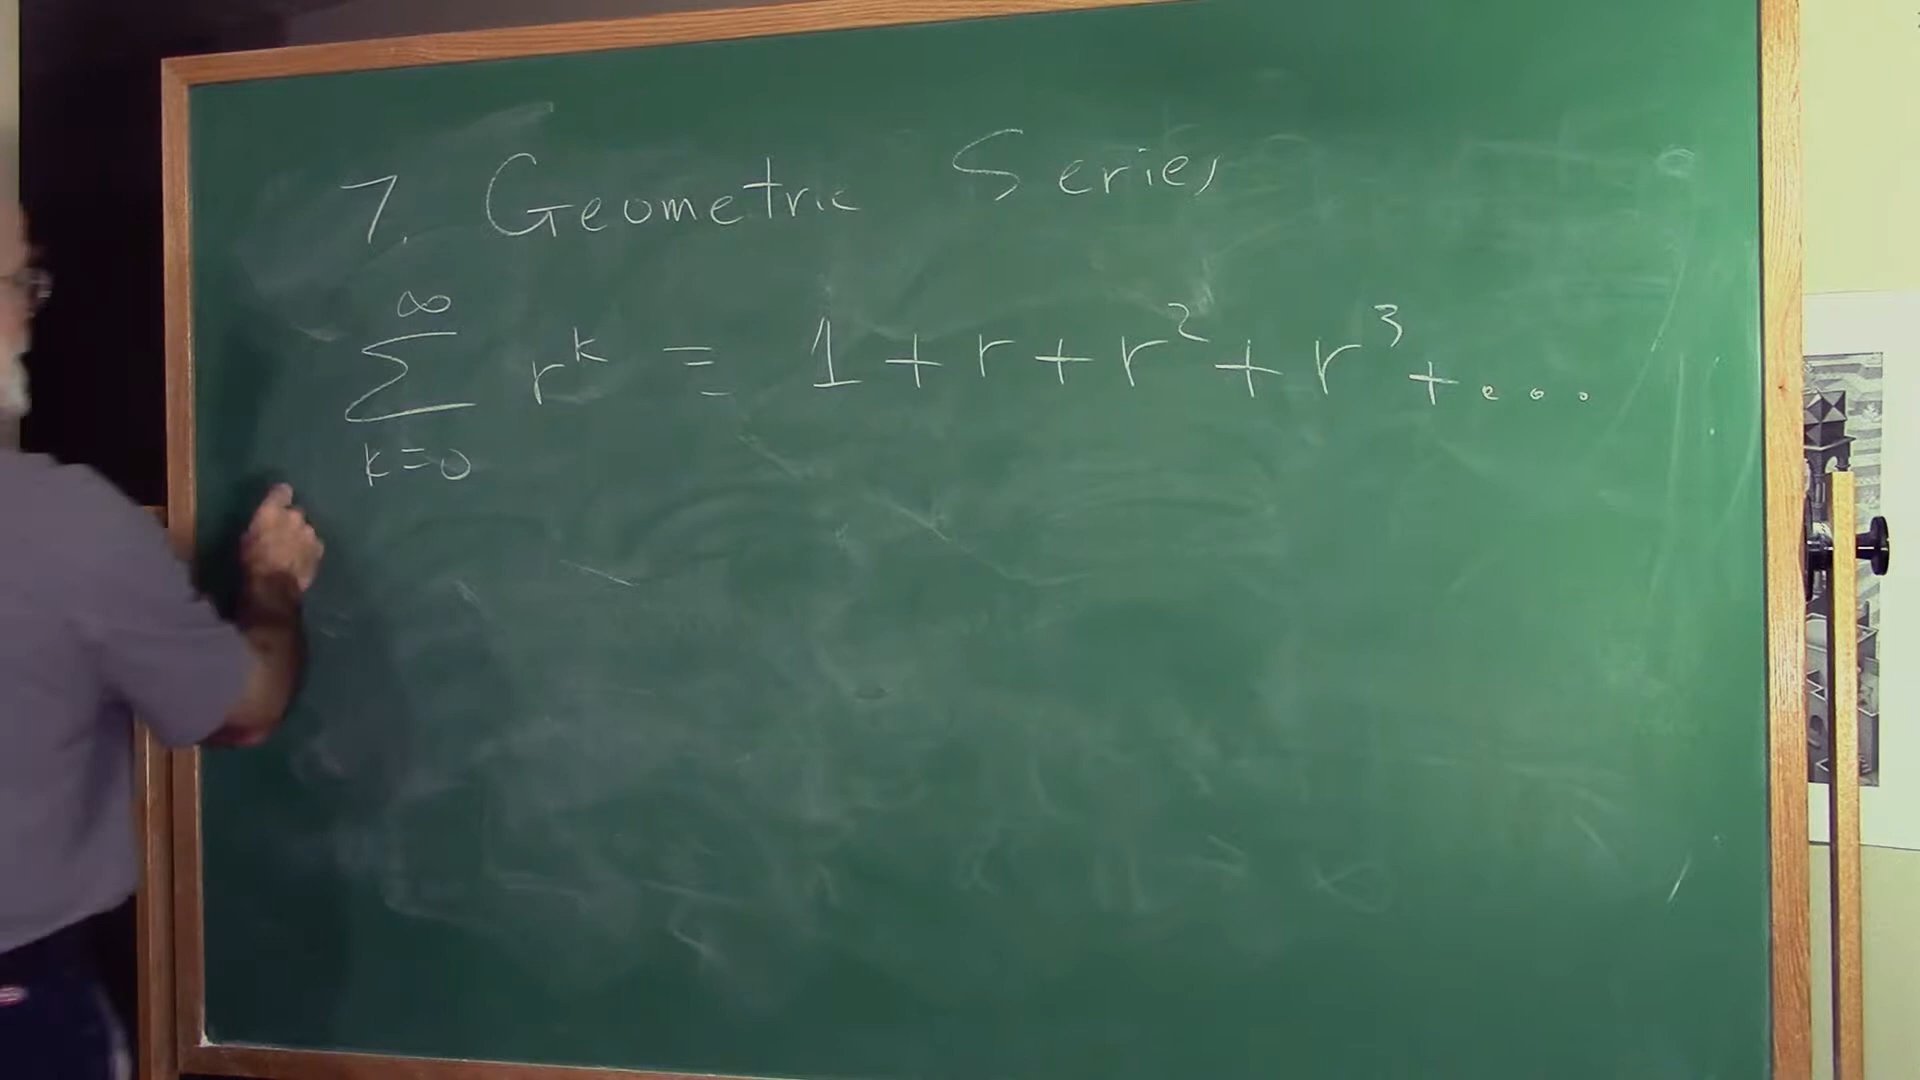 7. Geometric Series
∞
∑ r^k = 1 + r + r^2 + r^3 + ...
k=0